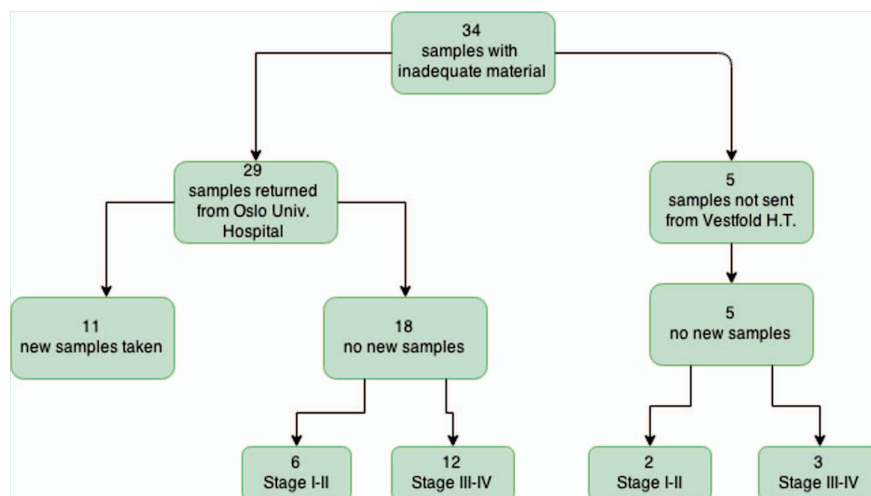 34
samples with
inadequate material
29
samples returned
from Oslo Univ.
Hospital
5
samples not sent
from Vestfold H.T.
11
new samples taken
18
no new samples
5
no new samples
6
Stage I-II
12
Stage III-IV
2
Stage I-II
3
Stage III-IV